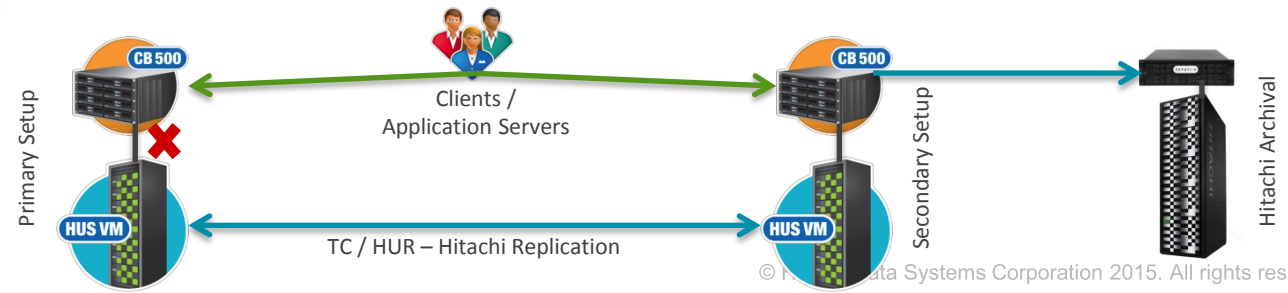 CB 500
CB 500
Primary Setup
Clients /
Application Servers
Secondary Setup
Hitachi Archival
HITACHI
HUS VM
HUS VM
TC / HUR – Hitachi Replication
© ata Systems Corporation 2015. All rights res